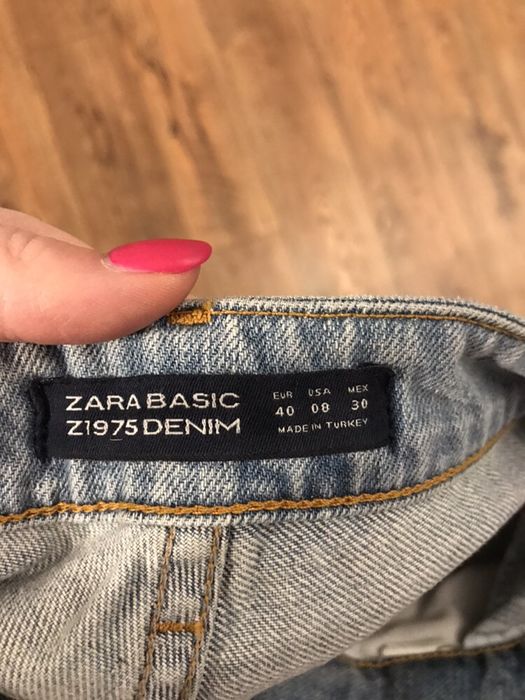 ZARA BASIC
Z1975 DENIM
EUR USA MEX
40 08 30
MADE IN TURKEY